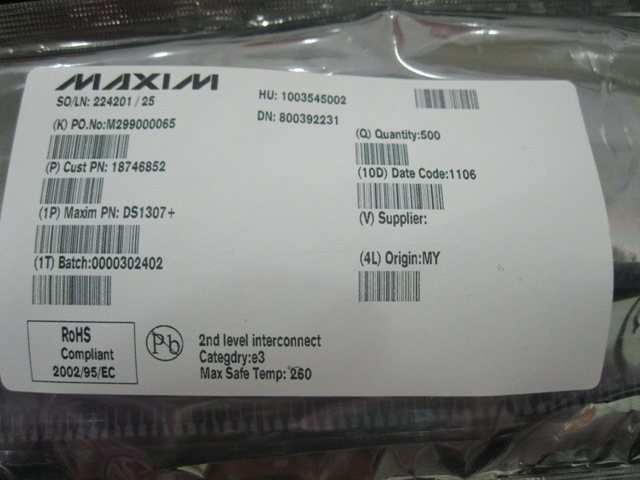 MAXIM
SO/LN: 224201 / 25
HU: 1003545002
DN: 800392231
(K) PO.No:M299000065
(Q) Quantity:500
(P) Cust PN: 18746852
(10D) Date Code:1106
(1P) Maxim PN: DS1307+
(V) Supplier:
(1T) Batch:0000302402
(4L) Origin:MY
RoHS
Compliant
2002/95/EC
Pb
2nd level interconnect
Categdry:e3
Max Safe Temp: 260